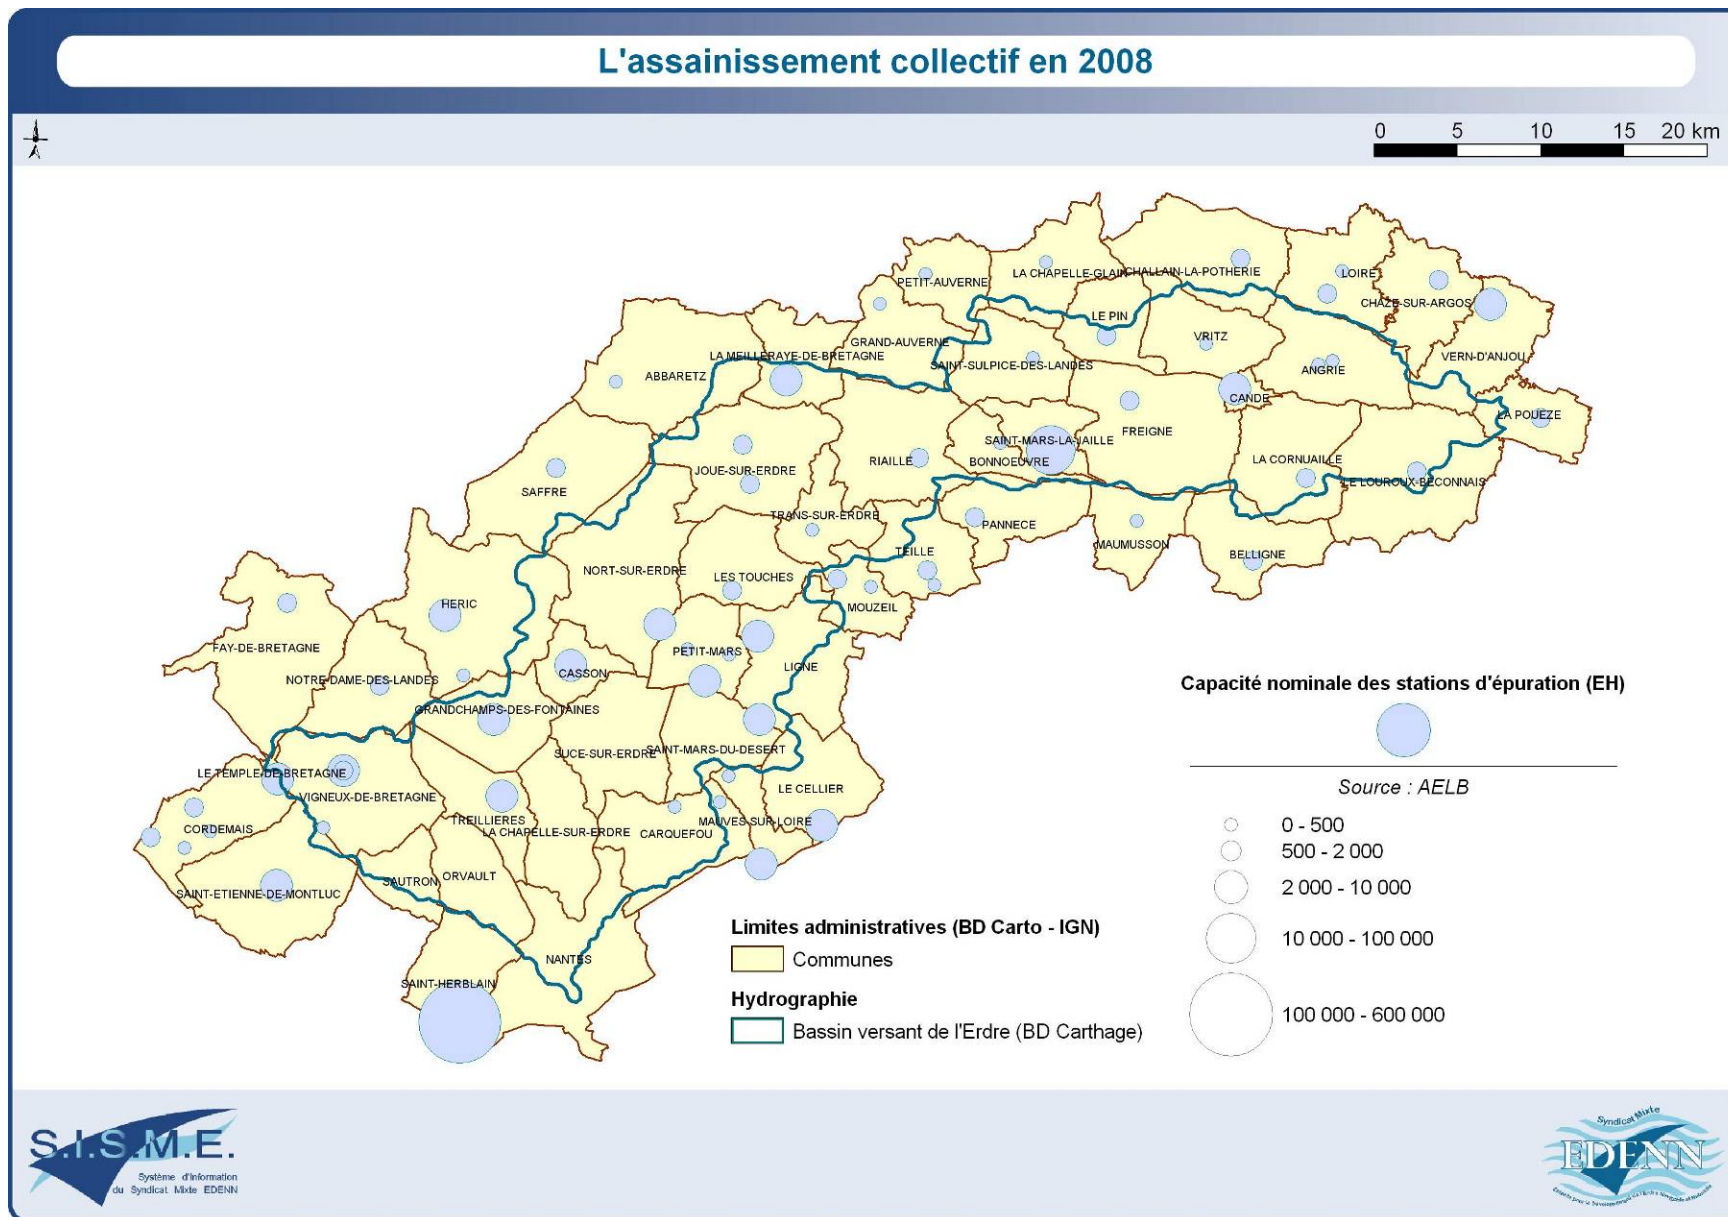 L'assainissement collectif en 2008
0 5 10 15 20 km
PETIT-AUVERNE
LA CHAPELLE-GLAIN
CHALLAIN-LA-POTHERIE
LOIRE
CHAZE-SUR-ARGOS
LE PIN
VRITZ
GRAND-AUVERNE
LA MEILLERAYE-DE-BRETAGNE
VERN-D'ANJOU
SAINT-SULPICE-DES-LANDES
ANGRIE
ABBARETZ
CANDE
LA POUEZE
FREIGNE
SAINT-MARS-LA-JAILLE
BONNOEUVRE
RIAILLE
LA CORNUAILLE
JOUE-SUR-ERDRE
LE LOUROUX-BECONNAIS
SAFFRE
TRANS-SUR-ERDRE
PANNECE
MAUMUSSON
TEILLE
BELLIGNE
NORT-SUR-ERDRE
LES TOUCHES
HERIC
MOUZEIL
FAY-DE-BRETAGNE
PETIT-MARS
LIGNE
CASSON
NOTRE-DAME-DES-LANDES
GRANDCHAMPS-DES-FONTAINES
SUCE-SUR-ERDRE
SAINT-MARS-DU-DESERT
LE TEMPLE-DE-BRETAGNE
LE CELLIER
VIGNEUX-DE-BRETAGNE
TREILLIERES
MAUVES-SUR-LOIRE
CORDEMAIS
LA CHAPELLE-SUR-ERDRE
CARQUEFOU
ORVAULT
SAUTRON
SAINT-ETIENNE-DE-MONTLUC
NANTES
SAINT-HERBLAIN
Capacité nominale des stations d'épuration (EH)
Source : AELB
0 - 500
500 - 2 000
2 000 - 10 000
10 000 - 100 000
100 000 - 600 000
Limites administratives (BD Carto - IGN)
Communes
Hydrographie
Bassin versant de l'Erdre (BD Carthage)
S.I.S.M.E.
Système d'Information
du Syndicat Mixte EDENN
Syndicat Mixte
EDENN